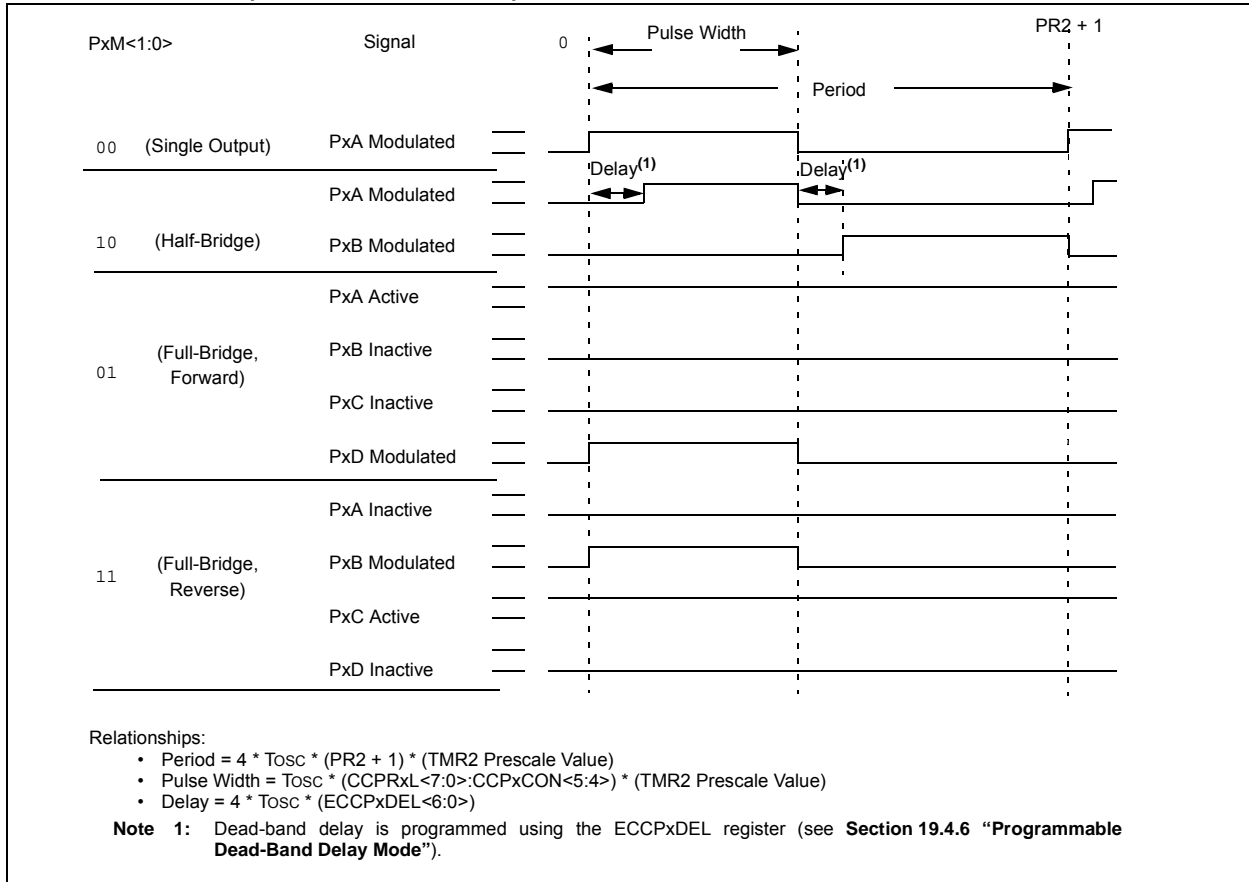 PxM<1:0> Signal 0 Pulse Width PR2 + 1
Period
00 (Single Output) PxA Modulated
Delay(1) Delay(1)
PxA Modulated
10 (Half-Bridge) PxB Modulated
PxA Active
01 (Full-Bridge, Forward) PxB Inactive
PxC Inactive
PxD Modulated
PxA Inactive
11 (Full-Bridge, Reverse) PxB Modulated
PxC Active
PxD Inactive
Relationships:
• Period = 4 * TOSC * (PR2 + 1) * (TMR2 Prescale Value)
• Pulse Width = TOSC * (CCPRxL<7:0>:CCPxCON<5:4>) * (TMR2 Prescale Value)
• Delay = 4 * TOSC * (ECCPxDEL<6:0>)
Note 1: Dead-band delay is programmed using the ECCPxDEL register (see Section 19.4.6 “Programmable
Dead-Band Delay Mode”).